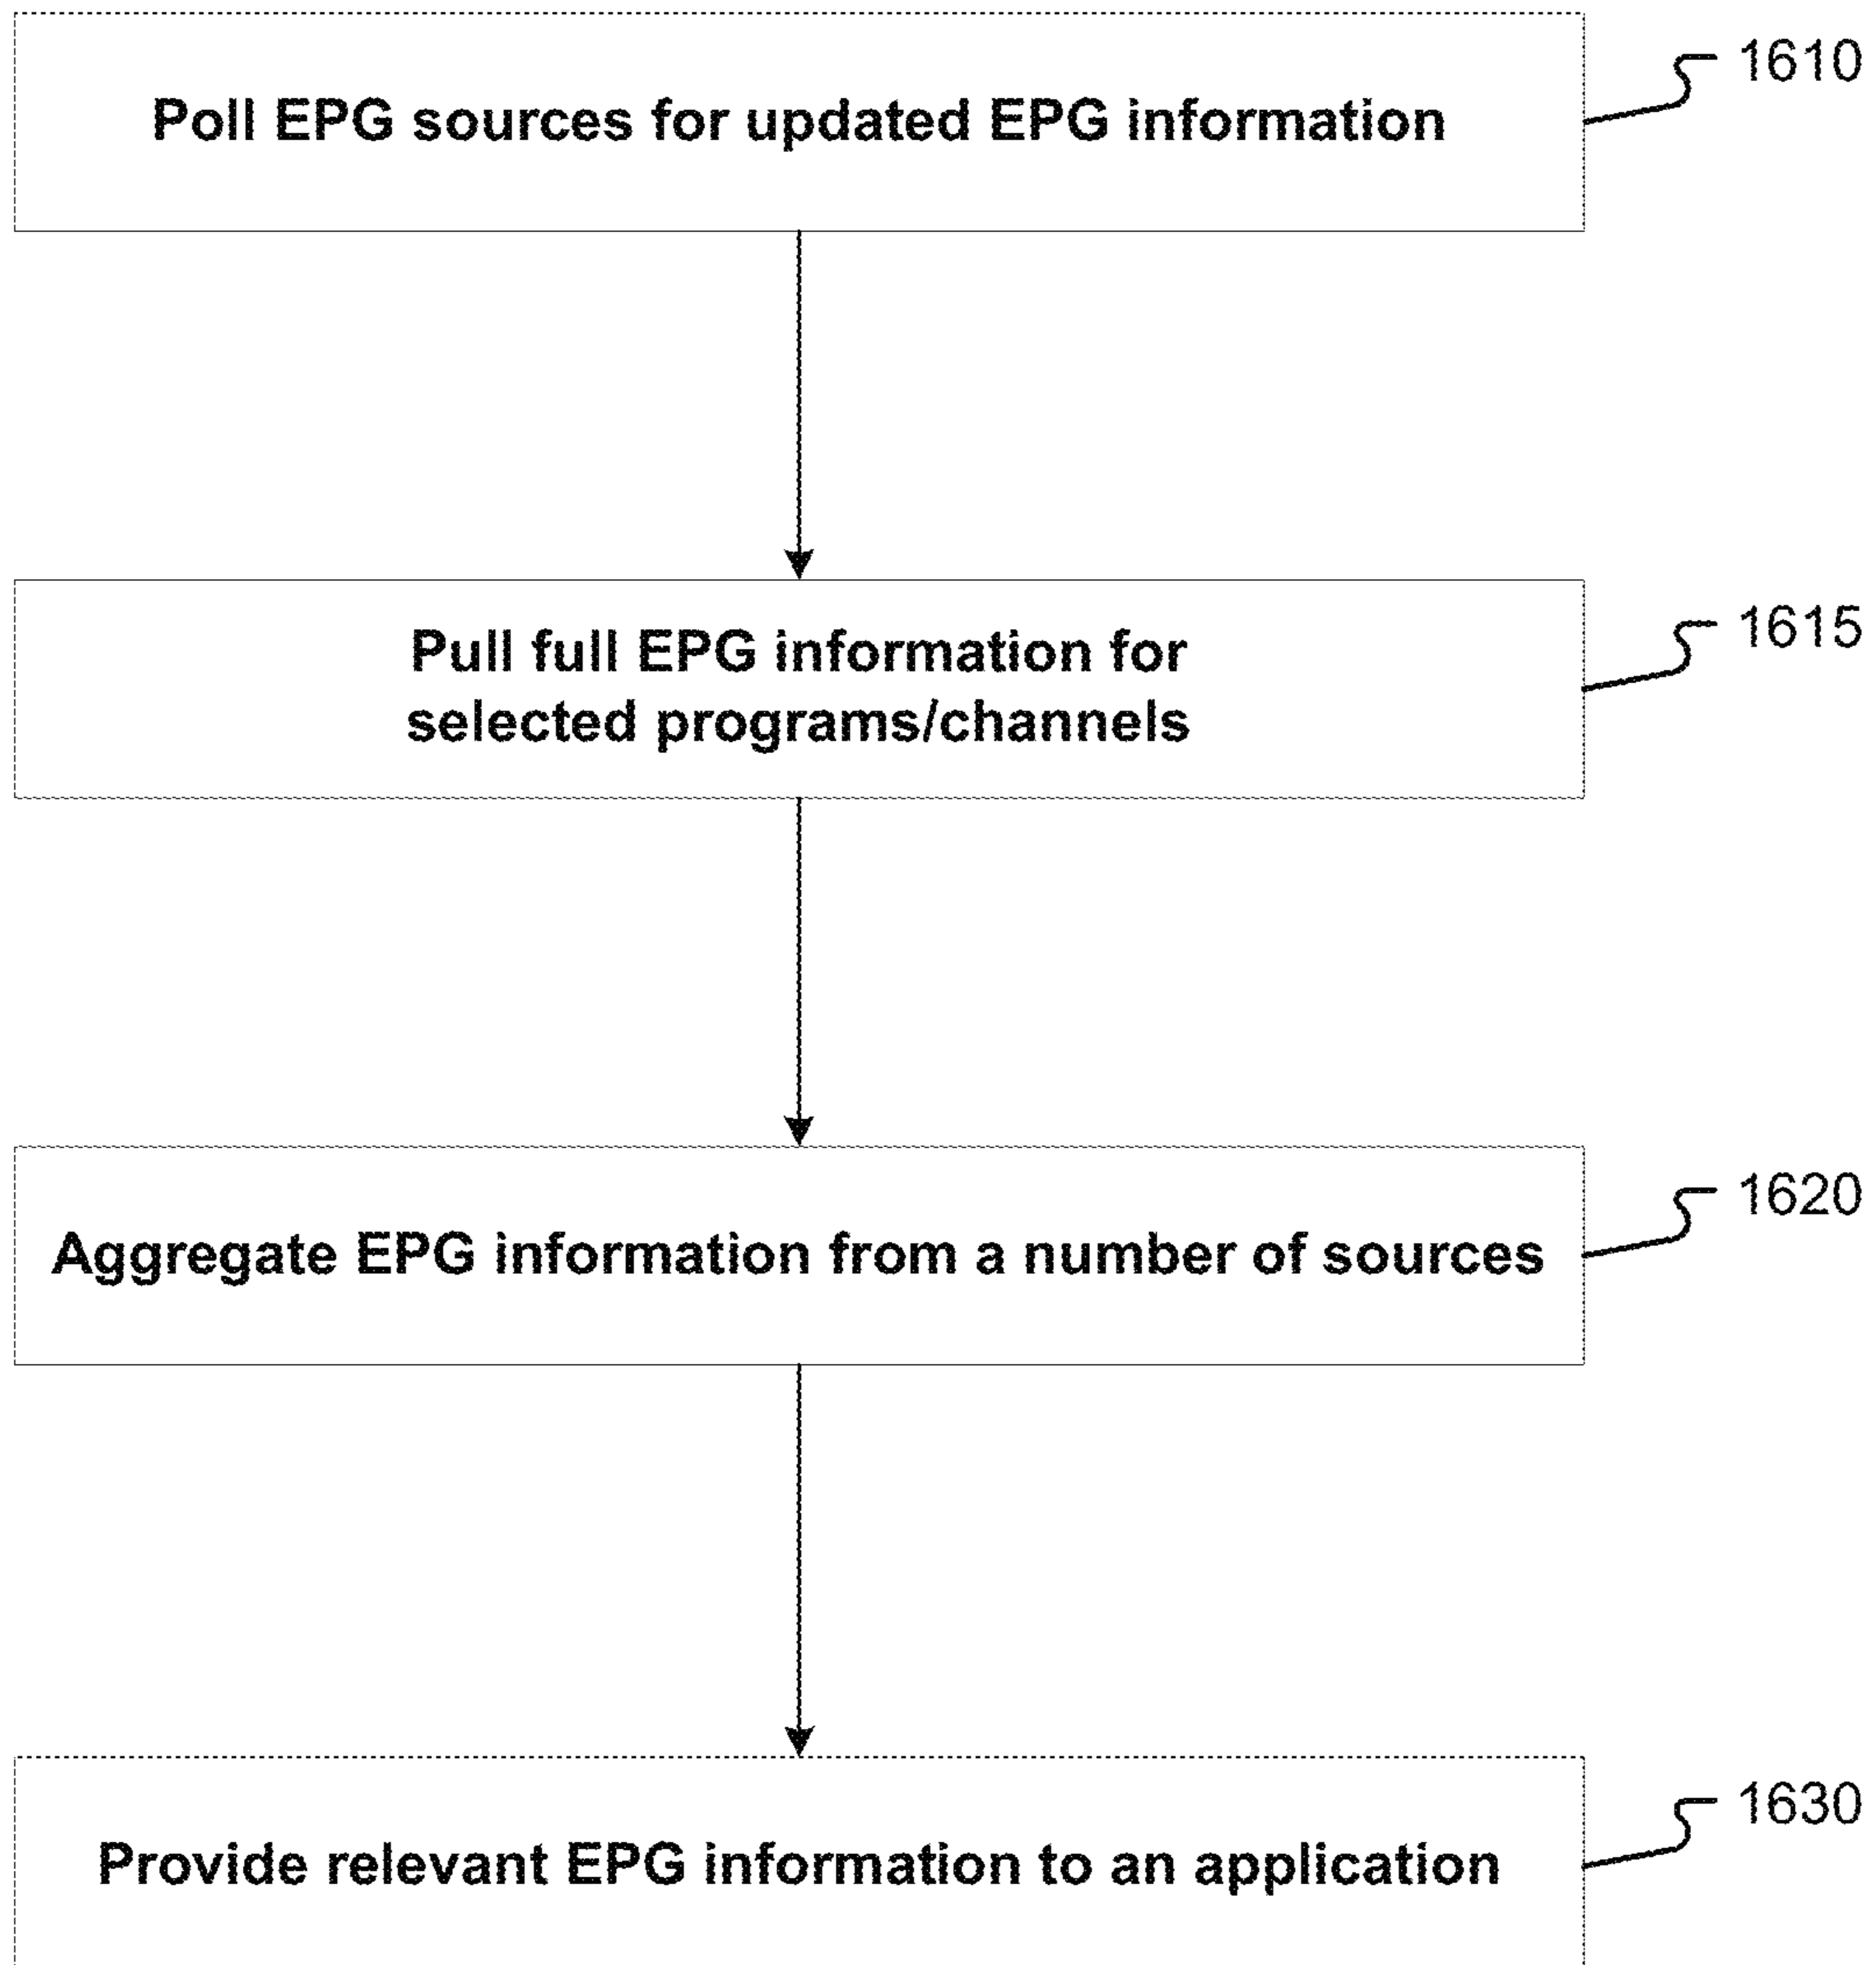 Poll EPG sources for updated EPG information
1610
Pull full EPG information for
selected programs/channels
1615
Aggregate EPG information from a number of sources
1620
Provide relevant EPG information to an application
1630